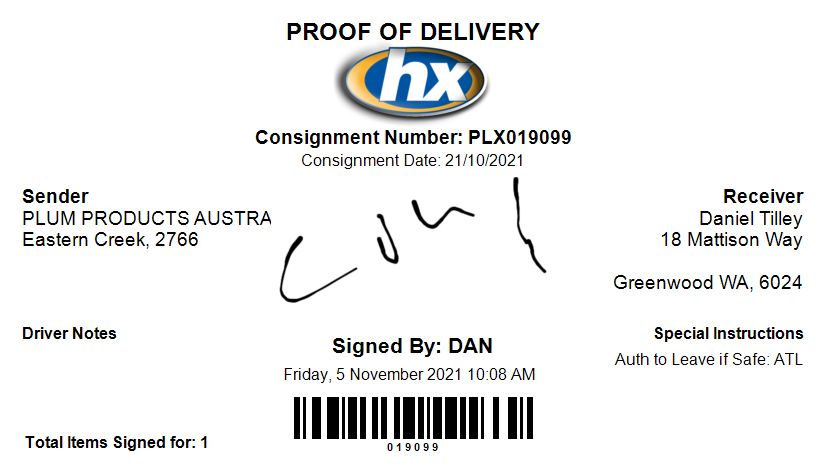 PROOF OF DELIVERY
hx
Consignment Number: PLX019099
Consignment Date: 21/10/2021
Sender
PLUM PRODUCTS AUSTRA
Eastern Creek, 2766
Receiver
Daniel Tilley
18 Mattison Way
Greenwood WA, 6024
Driver Notes
Signed By: DAN
Friday, 5 November 2021 10:08 AM
Special Instructions
Auth to Leave if Safe: ATL
Total Items Signed for: 1
019099